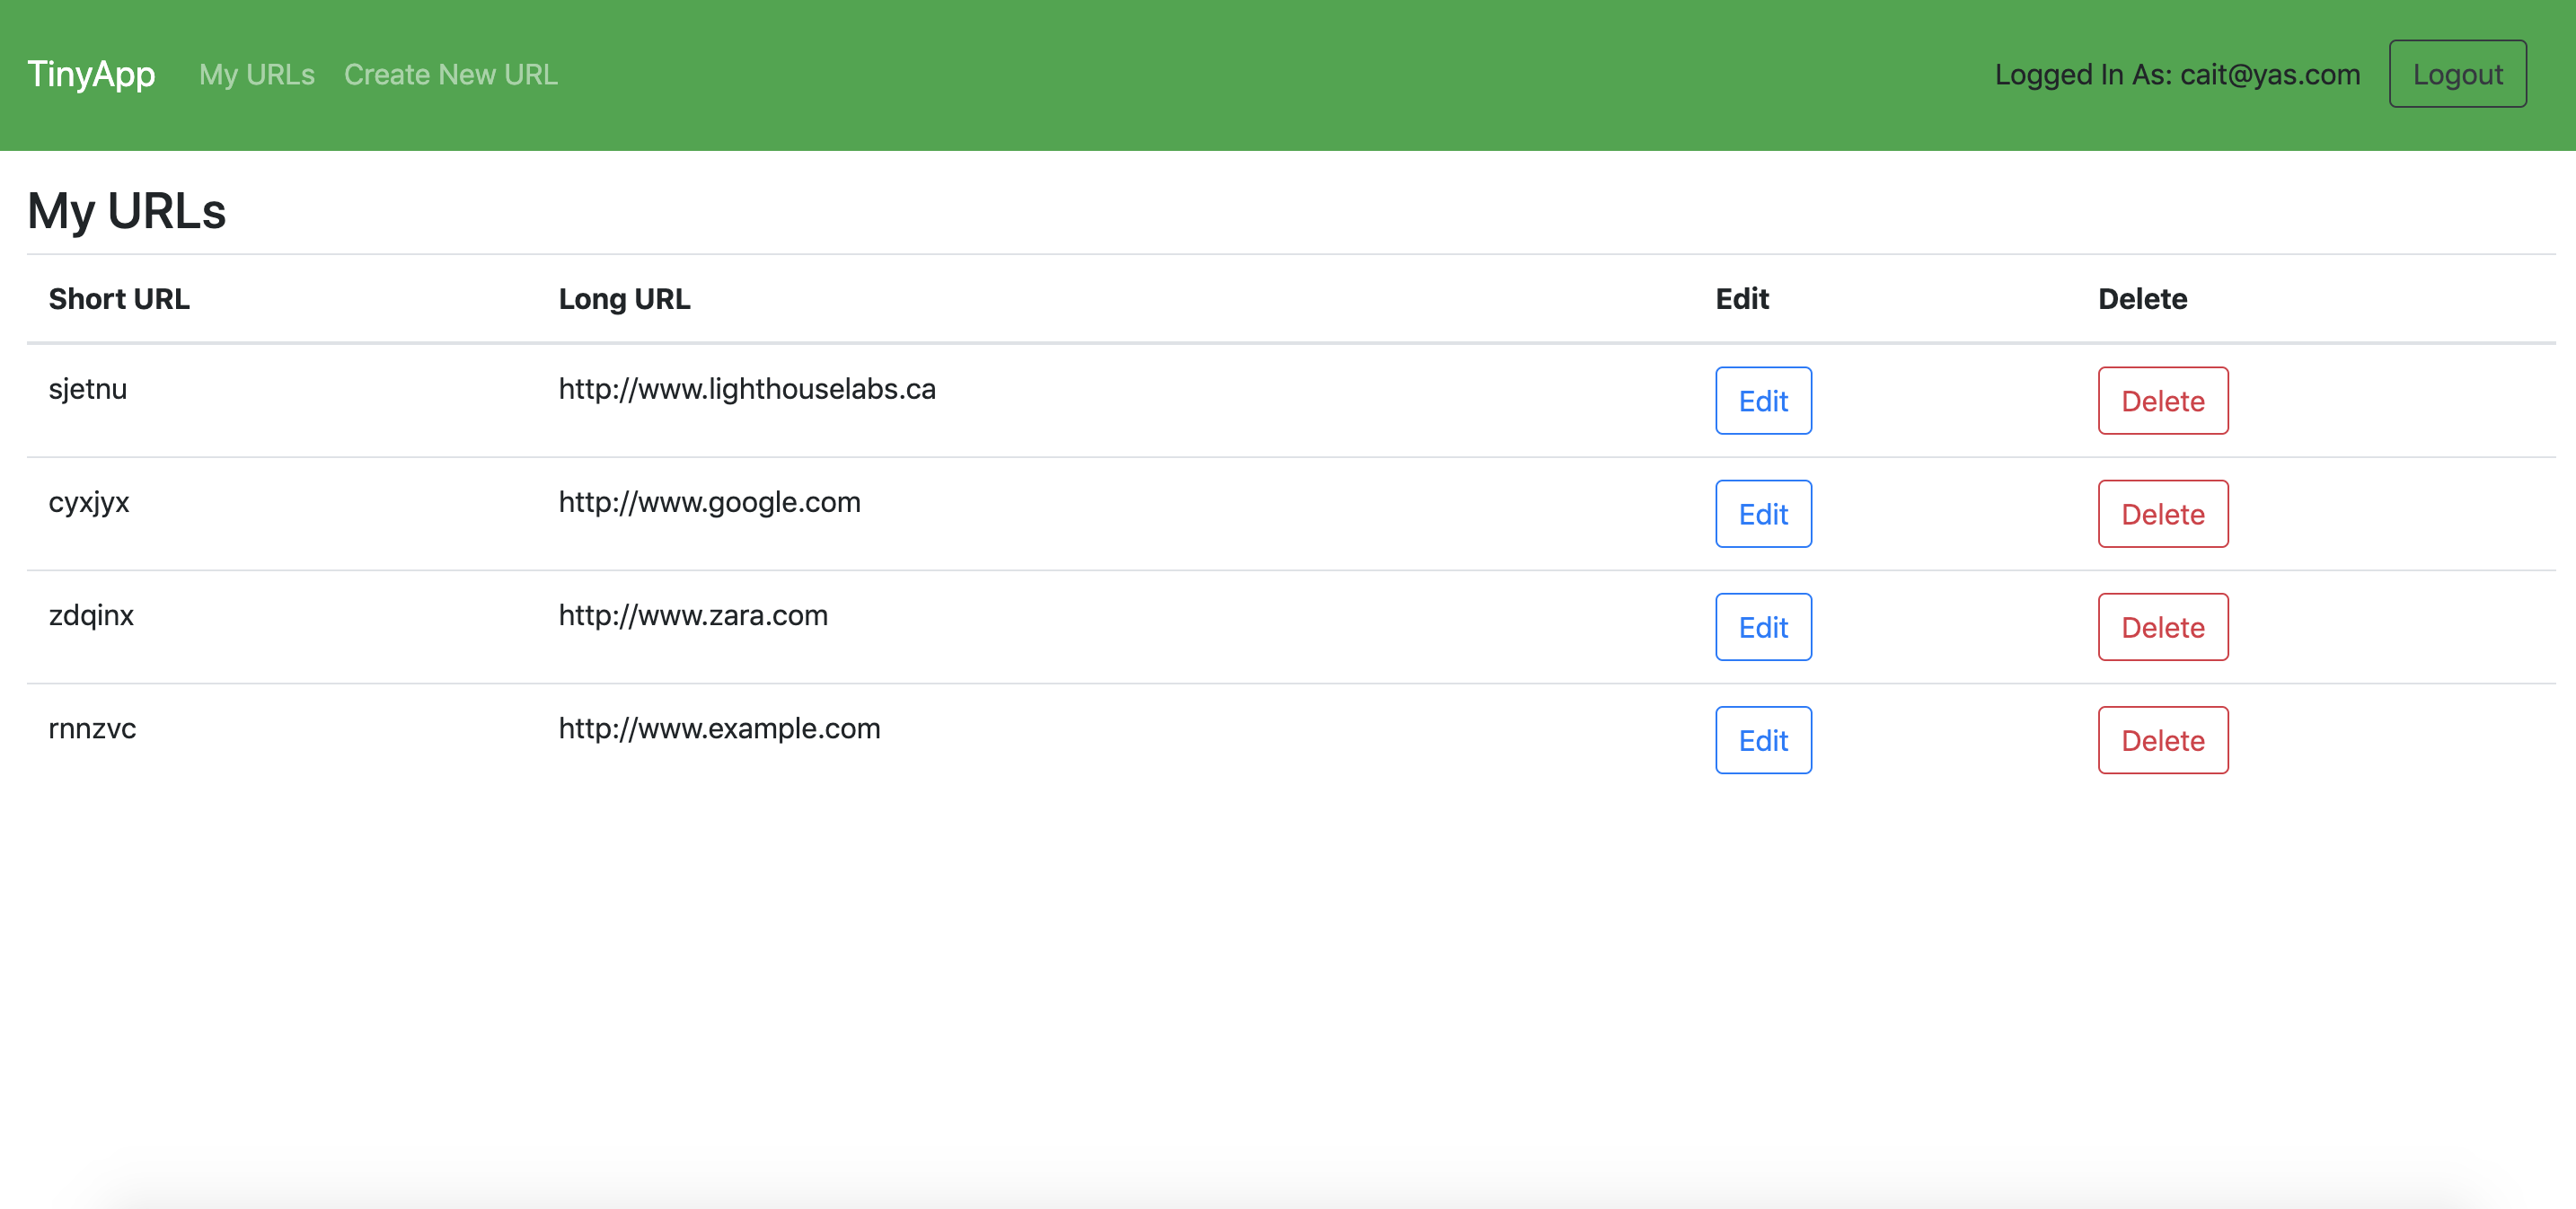 TinyApp My URLs Create New URL Logged In As: cait@yas.com Logout
My URLs
Short URL Long URL Edit Delete
sjetnu http://www.lighthouselabs.ca Edit Delete
cyxjyx http://www.google.com Edit Delete
zdqinx http://www.zara.com Edit Delete
rnnzvc http://www.example.com Edit Delete